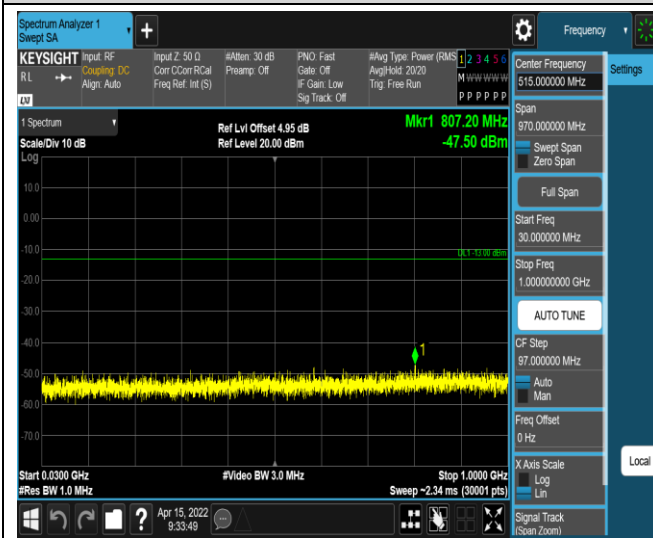 Spectrum Analyzer 1
Swept SA
+
Frequency
KEYSIGHT
RL
Input: RF
Coupling: DC
Align: Auto
Input Z: 50 Ω
Corr CCorr RCal
Freq Ref: Int (S)
#Atten: 30 dB
Preamp: Off
PNO: Fast
Gate: Off
IF Gain: Low
Sig Track: Off
#Avg Type: Power (RMS
Avg|Hold: 20/20
Trig: Free Run
1 2 3 4 5 6
M W W W W W
P P P P P P
1 Spectrum
Scale/Div 10 dB
Log
Ref Lvl Offset 4.95 dB
Ref Level 20.00 dBm
Mkr1 807.20 MHz
-47.50 dBm
10.0
0.00
-10.0
DL1 -13.00 dBm
-20.0
-30.0
-40.0
1
-50.0
-60.0
-70.0
Start 0.0300 GHz
#Res BW 1.0 MHz
#Video BW 3.0 MHz
Stop 1.0000 GHz
Sweep ~2.34 ms (30001 pts)
Apr 15, 2022
9:33:49
Center Frequency
515.000000 MHz
Settings
Span
970.000000 MHz
Swept Span
Zero Span
Full Span
Start Freq
30.000000 MHz
Stop Freq
1.000000000 GHz
AUTO TUNE
CF Step
97.000000 MHz
Auto
Man
Freq Offset
0 Hz
X Axis Scale
Log
Lin
Local
Signal Track
(Span Zoom)